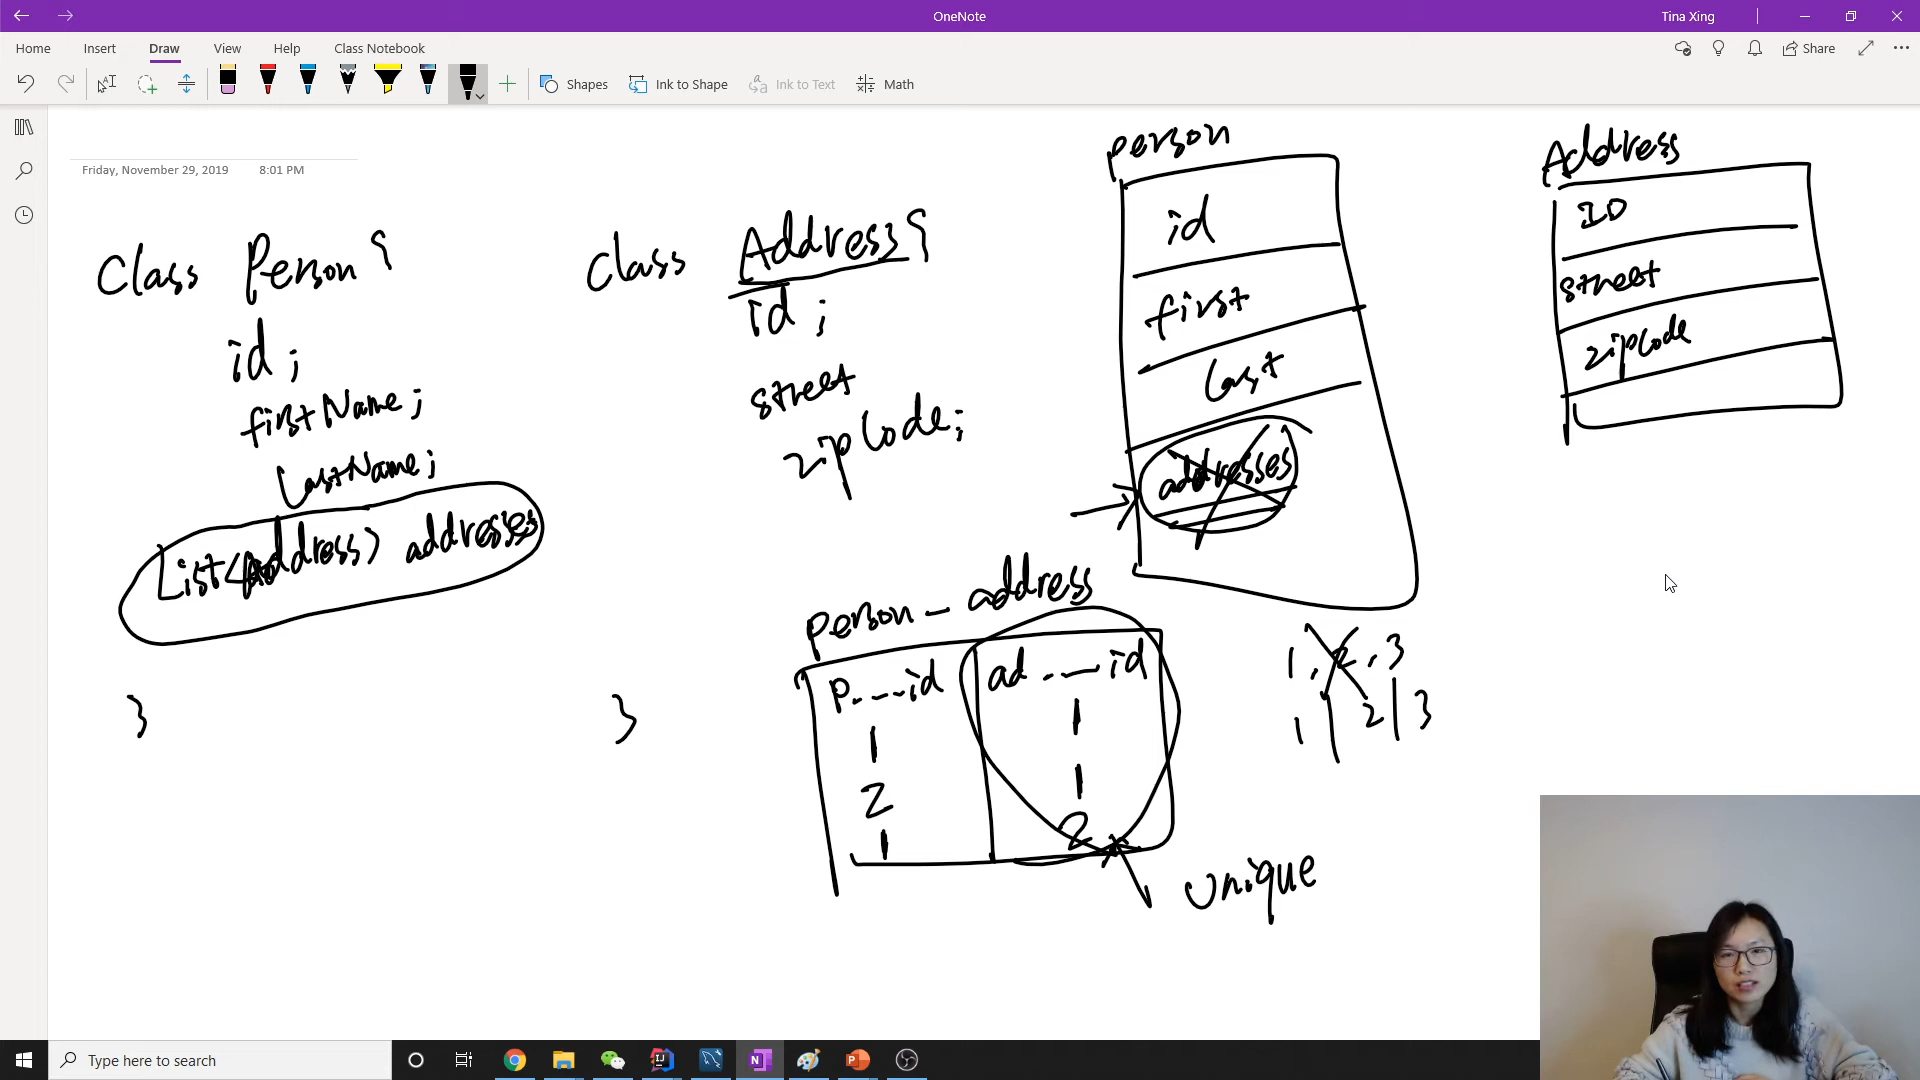 OneNote
Tina Xing
Home Insert Draw View Help Class Notebook
Share
Shapes Ink to Shape Ink to Text Math
Friday, November 29, 2019 8:01 PM
Class Person {
id ;
firstName ;
LastName ;
List<Address> addresses
}
Class Address {
id ;
street
zipCode ;
}
person
id
first
last
addresses
Address
ID
street
zipCode
person - address
p. --id ad . --id
1 1
2 1
1 2
unique
1 , 2 , 3
1 | 2 | 3
Type here to search